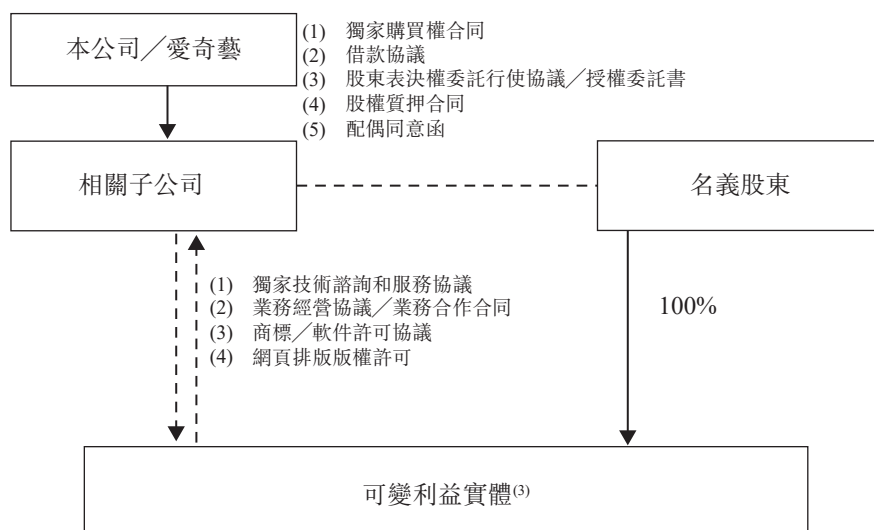 本公司／愛奇藝
(1) 獨家購買權合同
(2) 借款協議
(3) 股東表決權委託行使協議／授權委託書
(4) 股權質押合同
(5) 配偶同意函
相關子公司
名義股東
(1) 獨家技術諮詢和服務協議
(2) 業務經營協議／業務合作合同
(3) 商標／軟件許可協議
(4) 網頁排版版權許可
100%
可變利益實體(3)